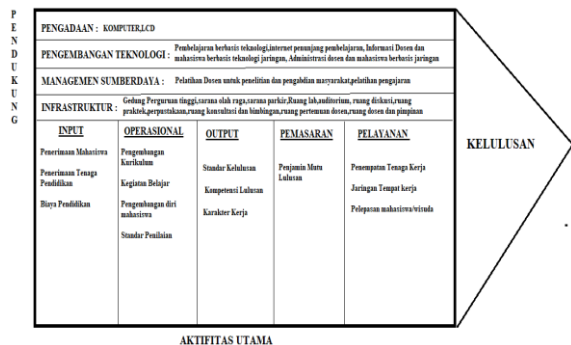 PENDUKUNG
PENGADAAN : KOMPUTER,LCD
PENGEMBANGAN TEKNOLOGI : Pembelajaran berbasis teknologi,internet penunjang pembelajaran, Informasi Dosen dan
mahasiswa berbasis teknologi jaringan, Administrasi dosen dan mahasiswa berbasis jaringan
MANAGEMEN SUMBERDAYA : Pelatihan Dosen untuk penelitian dan pengabdian masyarakat,pelatihan pengajaran
INFRASTRUKTUR : Gedung Perguruan tinggi,sarana olah raga,sarana parkir,Ruang lab,auditorium, ruang diskusi,ruang
praktek,perpustakaan,ruang konsultasi dan bimbingan,ruang pertemuan dosen,ruang dosen dan pimpinan
INPUT
Penerimaan Mahasiswa
Penerimaan Tenaga
Pendidikan
Biaya Pendidikan
OPERASIONAL
Pengembangan
Kurikulum
Kegiatan Belajar
Pengembangan diri
mahasiswa
Standar Penilaian
OUTPUT
Standar Kelulusan
Kompetensi Lulusan
Karakter Kerja
PEMASARAN
Penjamin Mutu
Lulusan
PELAYANAN
Penempatan Tenaga Kerja
Jaringan Tempat kerja
Pelepasan mahasiswa/wisuda
KELULUSAN
AKTIFITAS UTAMA